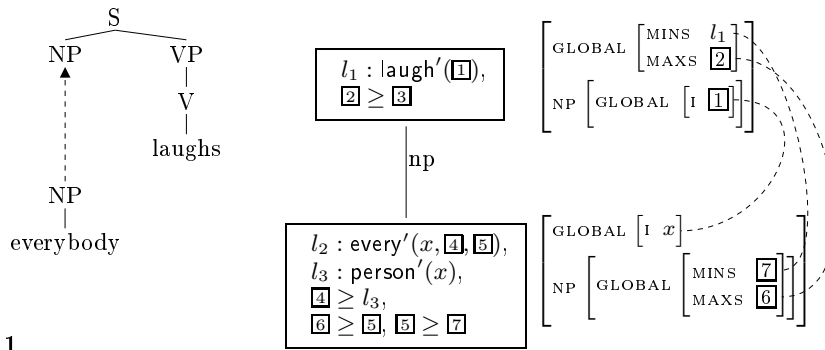 S
NP VP
V
laughs
NP
everybody
l₁ : laugh′(1),
2 ≥ 3
np
l₂ : every′(x, 4, 5),
l₃ : person′(x),
4 ≥ l₃,
6 ≥ 5, 5 ≥ 7
GLOBAL [MINS l₁
MAXS 2]
NP [GLOBAL [I 1]]
GLOBAL [I x]
NP [GLOBAL [MINS 7
MAXS 6]]
1